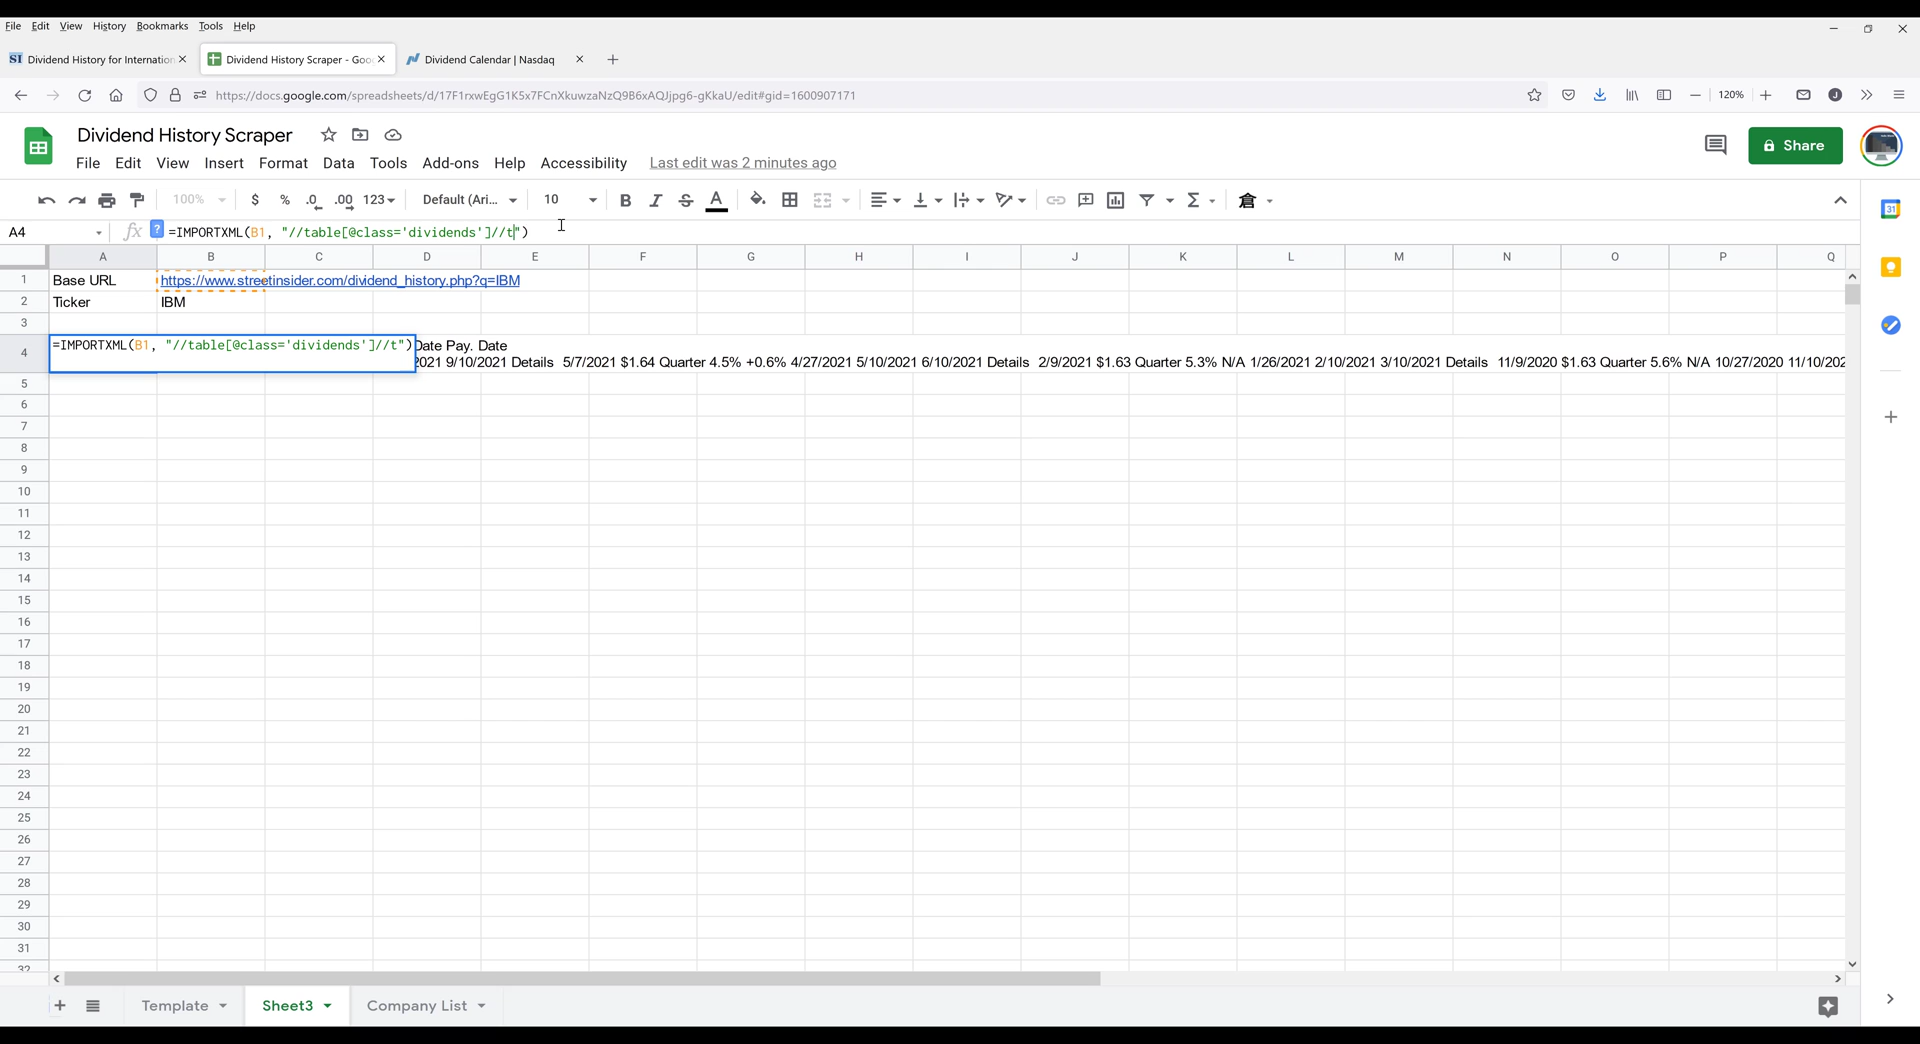 File Edit View History Bookmarks Tools Help
SI Dividend History for Internation
Dividend History Scraper - Goo
Dividend Calendar | Nasdaq
https://docs.google.com/spreadsheets/d/17F1rxwEgG1K5x7FCnXkuwzaNzQ9B6xAQJjpg6-gKkaU/edit#gid=1600907171
120%
J
Dividend History Scraper
File Edit View Insert Format Data Tools Add-ons Help Accessibility Last edit was 2 minutes ago
Share
100% $ % .0 .00 123 Default (Ari... 10 B I S A
31
A4 fx ? =IMPORTXML(B1, "//table[@class='dividends']//t")
A B C D E F G H I J K L M N O P Q
1 Base URL https://www.streetinsider.com/dividend_history.php?q=IBM
2 Ticker IBM
3
4 =IMPORTXML(B1, "//table[@class='dividends']//t") Date Pay. Date
2021 9/10/2021 Details 5/7/2021 $1.64 Quarter 4.5% +0.6% 4/27/2021 5/10/2021 6/10/2021 Details 2/9/2021 $1.63 Quarter 5.3% N/A 1/26/2021 2/10/2021 3/10/2021 Details 11/9/2020 $1.63 Quarter 5.6% N/A 10/27/2020 11/10/202
5
6
7
8
9
10
11
12
13
14
15
16
17
18
19
20
21
22
23
24
25
26
27
28
29
30
31
32
Template Sheet3 Company List